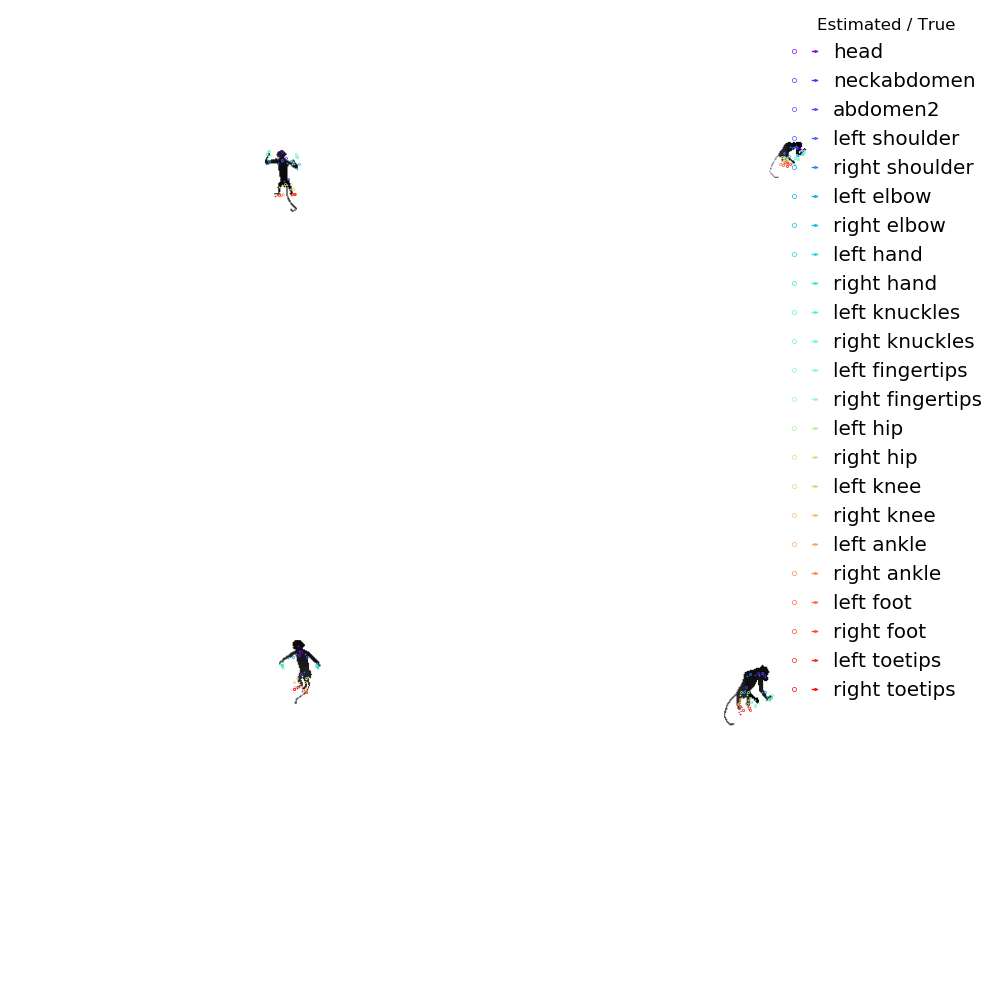 Estimated / True
head
neckabdomen
abdomen2
left shoulder
right shoulder
left elbow
right elbow
left hand
right hand
left knuckles
right knuckles
left fingertips
right fingertips
left hip
right hip
left knee
right knee
left ankle
right ankle
left foot
right foot
left toetips
right toetips